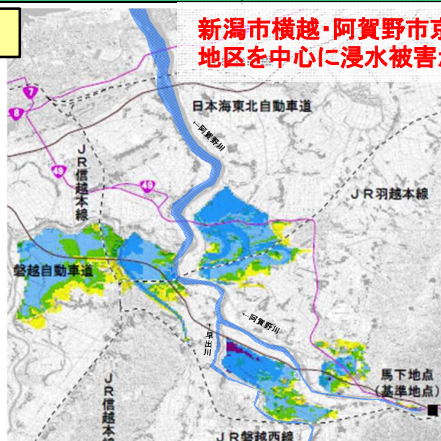 新潟市横越・阿賀野市京
地区を中心に浸水被害
日本海東北自動車道
7
8
←阿賀野川
49
49
JR信越本線
JR羽越本線
磐越自動車道
←阿賀野川
早出川
馬下地点
(基準地点)
JR信越本
JR磐越西線